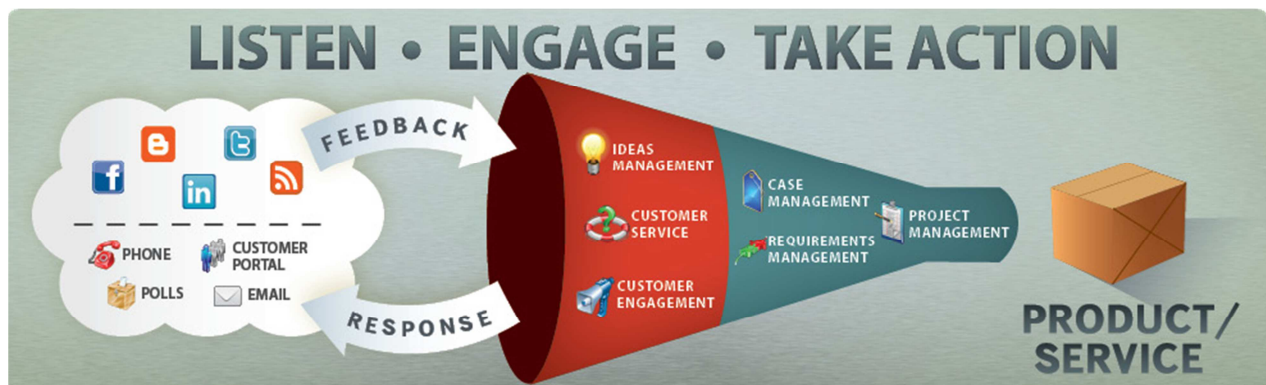 LISTEN • ENGAGE • TAKE ACTION
FEEDBACK
PHONE
CUSTOMER
PORTAL
POLLS
EMAIL
RESPONSE
IDEAS
MANAGEMENT
CUSTOMER
SERVICE
CUSTOMER
ENGAGEMENT
CASE
MANAGEMENT
REQUIREMENTS
MANAGEMENT
PROJECT
MANAGEMENT
PRODUCT/
SERVICE